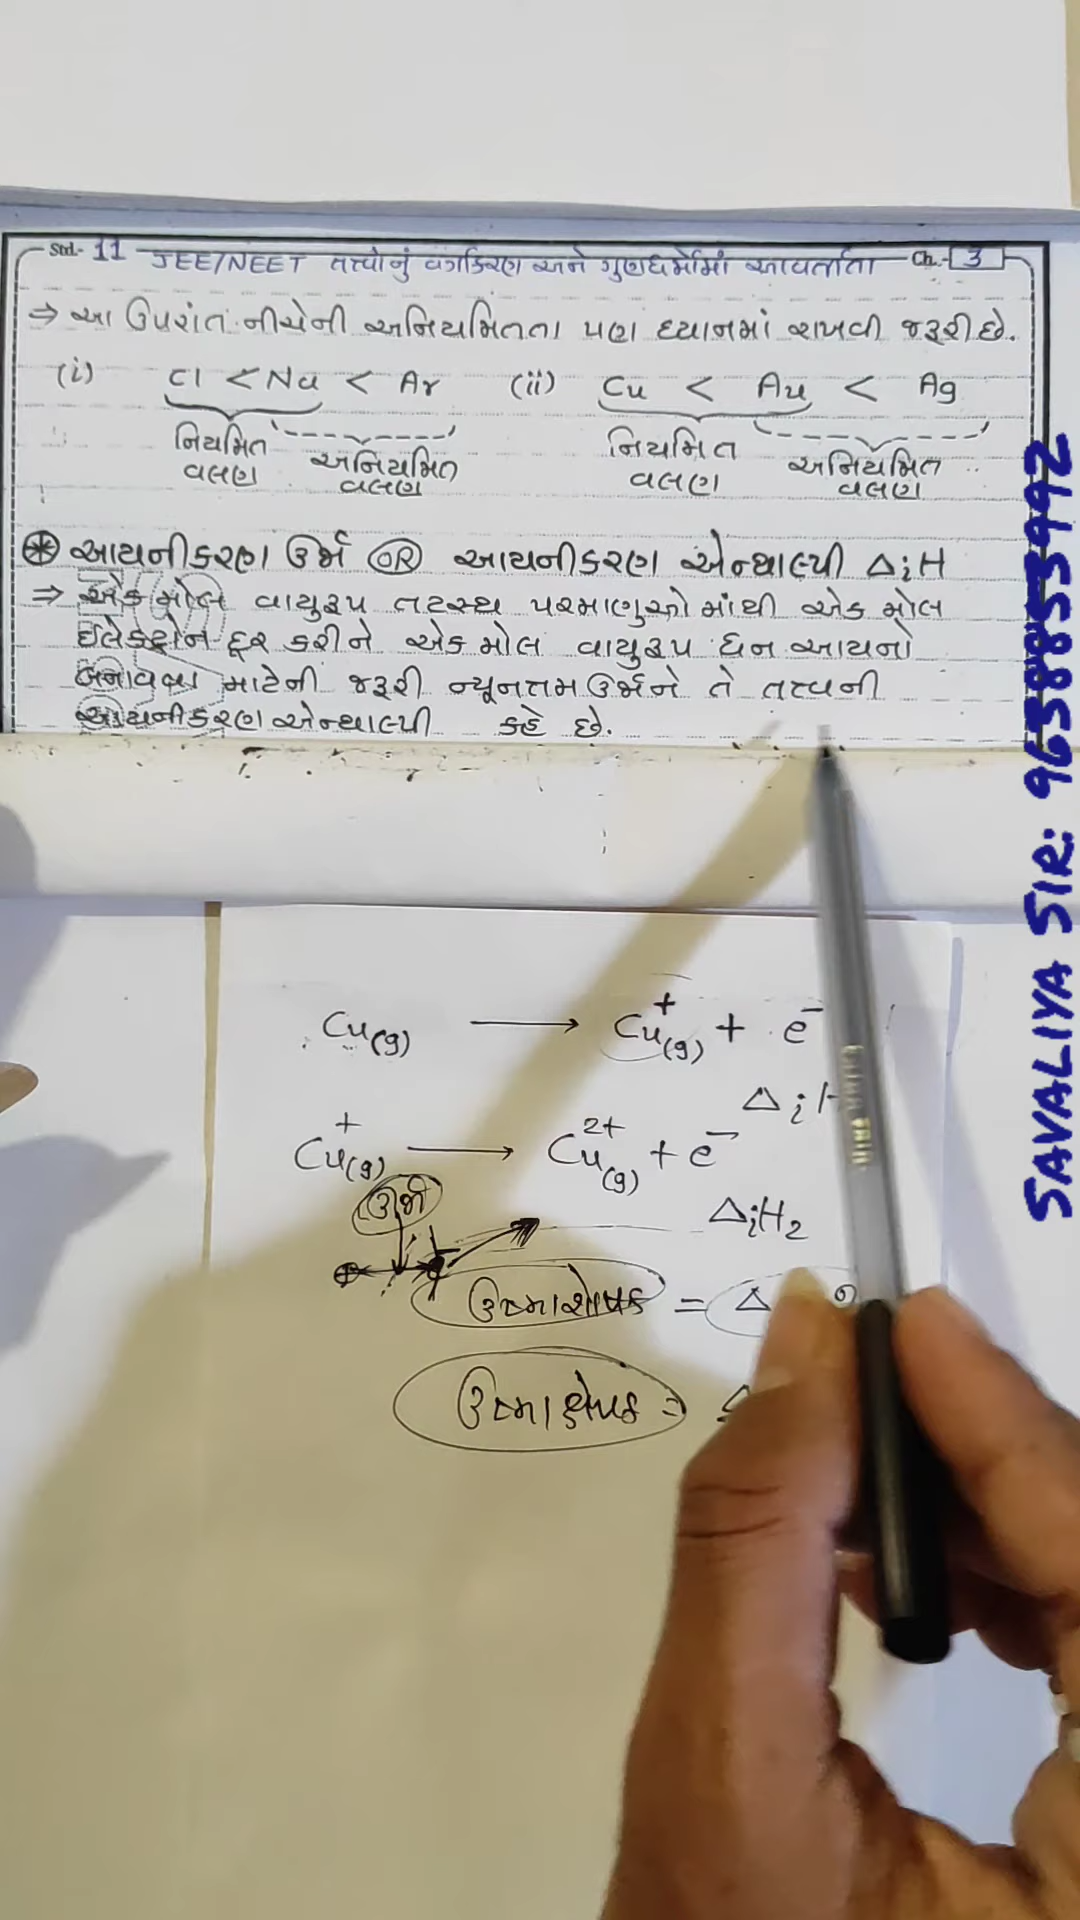 Std.- 11 JEE/NEET તત્ત્વોનું વર્ગીકરણ અને ગુણધર્મોમાં આવર્તીતા Ch.- 3
⇒ આ ઉપરાંત નીચેની અનિયમિતતા પણ ધ્યાનમાં રાખવી જરૂરી છે.
(i) Cl < Na < Ar (ii) Cu < Au < Ag
નિયમિત વલણ અનિયમિત વલણ નિયમિત વલણ અનિયમિત વલણ
⊛ આયનીકરણ ઉર્જા OR આયનીકરણ એન્થાલ્પી ΔiH
⇒ એક મોલ વાયુરૂપ તટસ્થ પરમાણુઓમાંથી એક મોલ
ઈલેક્ટ્રોન દૂર કરીને એક મોલ વાયુરૂપ ધન આયનો
બનાવવા માટેની જરૂરી ન્યૂનત્તમ ઉર્જાને તે તત્વની
આયનીકરણ એન્થાલ્પી કહે છે.
Cu(g) → Cu+(g) + e-
ΔiH
Cu+(g) → Cu2+(g) + e-
ઉર્જા
ΔiH2
ઉષ્માશોષક = Δ
ઉષ્માક્ષેપક =
SAVALIYA SIR: 9638853992